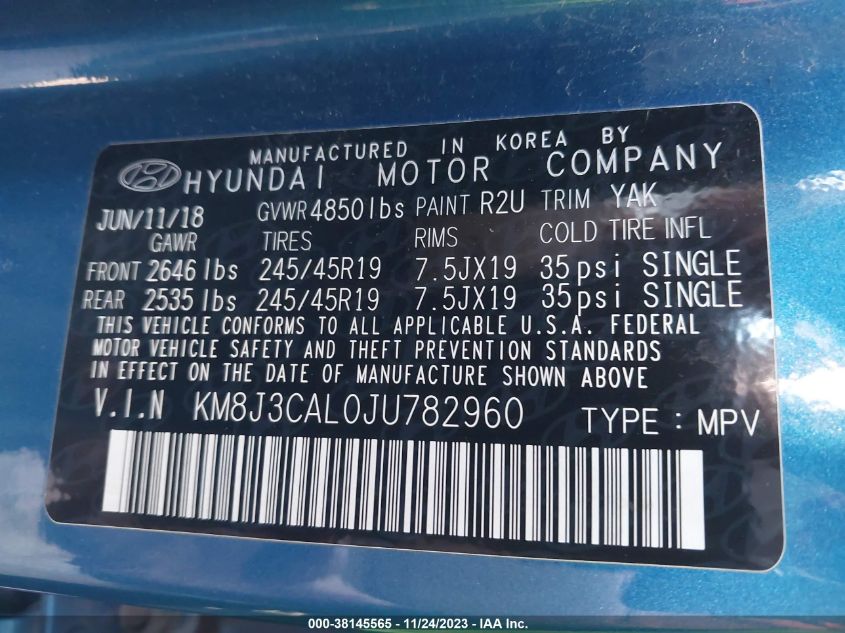 MANUFACTURED IN KOREA BY
HYUNDAI MOTOR COMPANY
JUN/11/18 GVWR 4850lbs PAINT R2U TRIM YAK
GAWR TIRES RIMS COLD TIRE INFL
FRONT 2646 lbs 245/45R19 7.5JX19 35psi SINGLE
REAR 2535 lbs 245/45R19 7.5JX19 35psi SINGLE
THIS VEHICLE CONFORMS TO ALL APPLICABLE U.S.A. FEDERAL
MOTOR VEHICLE SAFETY AND THEFT PREVENTION STANDARDS
IN EFFECT ON THE DATE OF MANUFACTURE SHOWN ABOVE
V.I.N KM8J3CAL0JU782960 TYPE : MPV
000-38145565 - 11/24/2023 - IAA Inc.